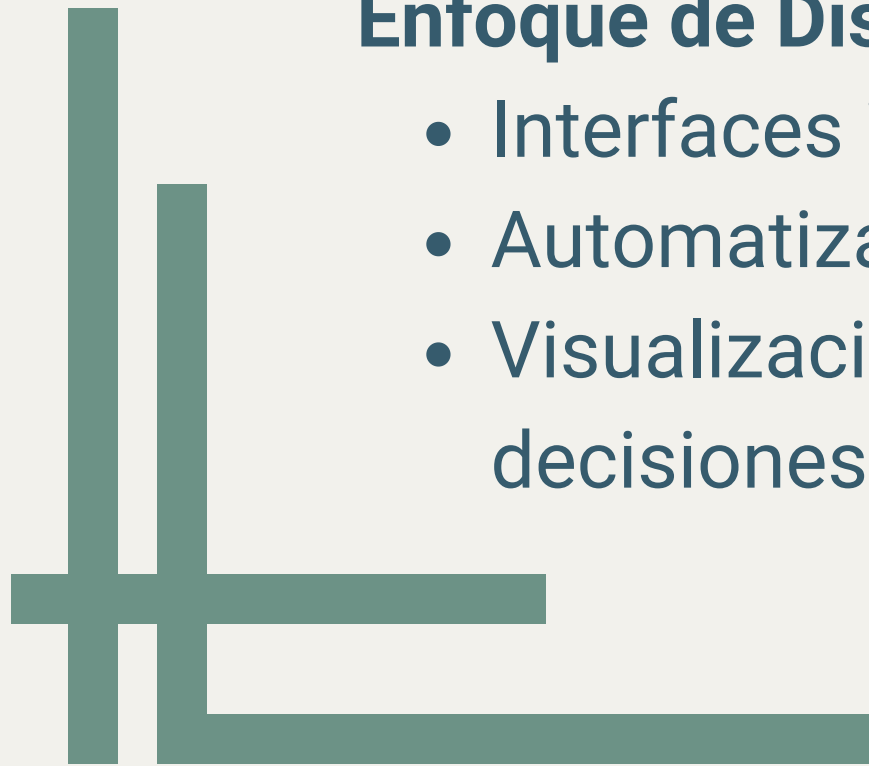 Enfoque de Dis
• Interfaces
• Automatiza
• Visualizaci
decisiones